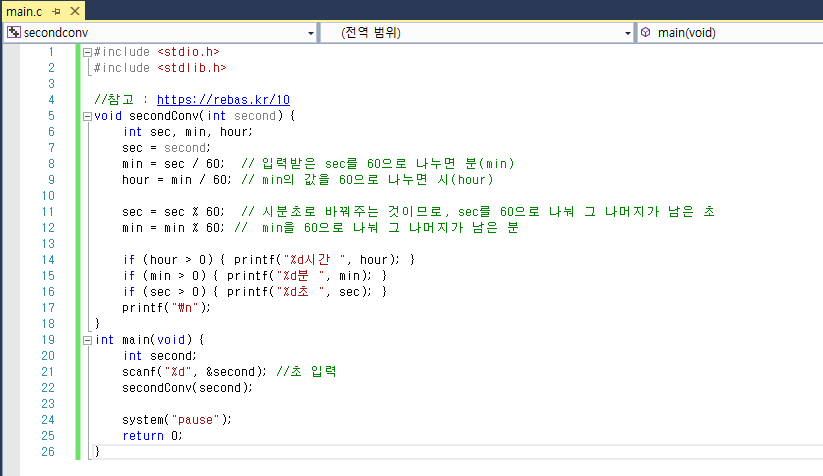 main.c
secondconv (전역 범위) main(void)
1 #include <stdio.h>
2 #include <stdlib.h>
3
4 //참고 : https://rebas.kr/10
5 void secondConv(int second) {
6 int sec, min, hour;
7 sec = second;
8 min = sec / 60; // 입력받은 sec를 60으로 나누면 분(min)
9 hour = min / 60; // min의 값을 60으로 나누면 시(hour)
10
11 sec = sec % 60; // 시분초로 바꿔주는 것이므로, sec를 60으로 나눠 그 나머지가 남은 초
12 min = min % 60; // min을 60으로 나눠 그 나머지가 남은 분
13
14 if (hour > 0) { printf("%d시간 ", hour); }
15 if (min > 0) { printf("%d분 ", min); }
16 if (sec > 0) { printf("%d초 ", sec); }
17 printf("₩n");
18 }
19 int main(void) {
20 int second;
21 scanf("%d", &second); //초 입력
22 secondConv(second);
23
24 system("pause");
25 return 0;
26 }